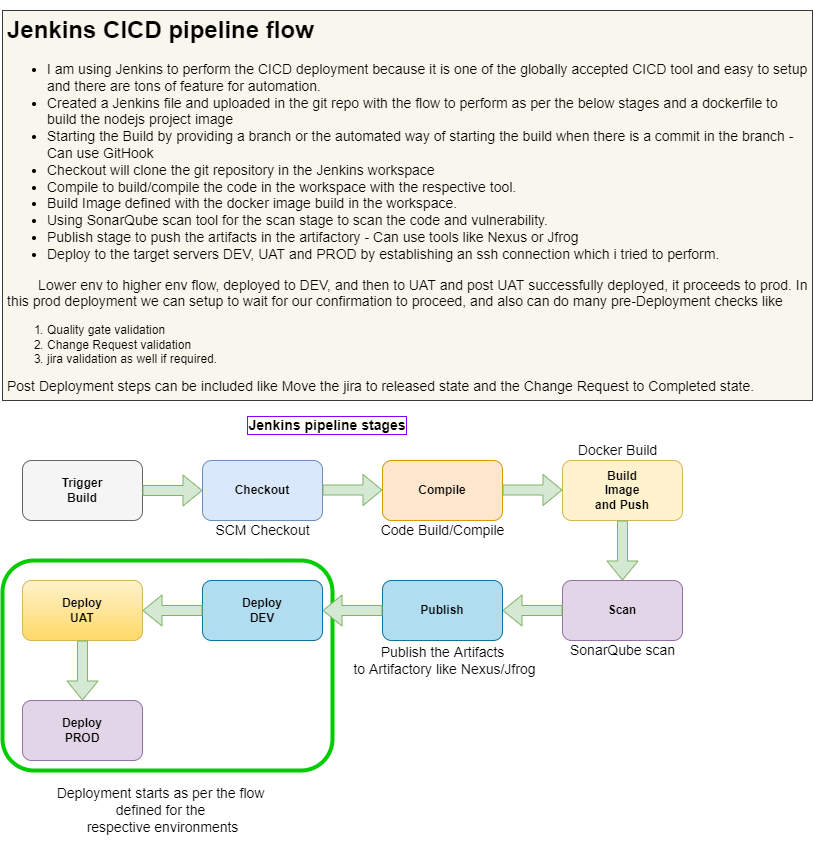 Jenkins CICD pipeline flow
• I am using Jenkins to perform the CICD deployment because it is one of the globally accepted CICD tool and easy to setup
and there are tons of feature for automation.
• Created a Jenkins file and uploaded in the git repo with the flow to perform as per the below stages and a dockerfile to
build the nodejs project image
• Starting the Build by providing a branch or the automated way of starting the build when there is a commit in the branch -
Can use GitHook
• Checkout will clone the git repository in the Jenkins workspace
• Compile to build/compile the code in the workspace with the respective tool.
• Build Image defined with the docker image build in the workspace.
• Using SonarQube scan tool for the scan stage to scan the code and vulnerability.
• Publish stage to push the artifacts in the artifactory - Can use tools like Nexus or Jfrog
• Deploy to the target servers DEV, UAT and PROD by establishing an ssh connection which i tried to perform.
Lower env to higher env flow, deployed to DEV, and then to UAT and post UAT successfully deployed, it proceeds to prod. In
this prod deployment we can setup to wait for our confirmation to proceed, and also can do many pre-Deployment checks like
1. Quality gate validation
2. Change Request validation
3. jira validation as well if required.
Post Deployment steps can be included like Move the jira to released state and the Change Request to Completed state.
Jenkins pipeline stages
Trigger
Build
Checkout
SCM Checkout
Compile
Code Build/Compile
Docker Build
Build
Image
and Push
Scan
SonarQube scan
Publish
Publish the Artifacts
to Artifactory like Nexus/Jfrog
Deploy
DEV
Deploy
UAT
Deploy
PROD
Deployment starts as per the flow
defined for the
respective environments